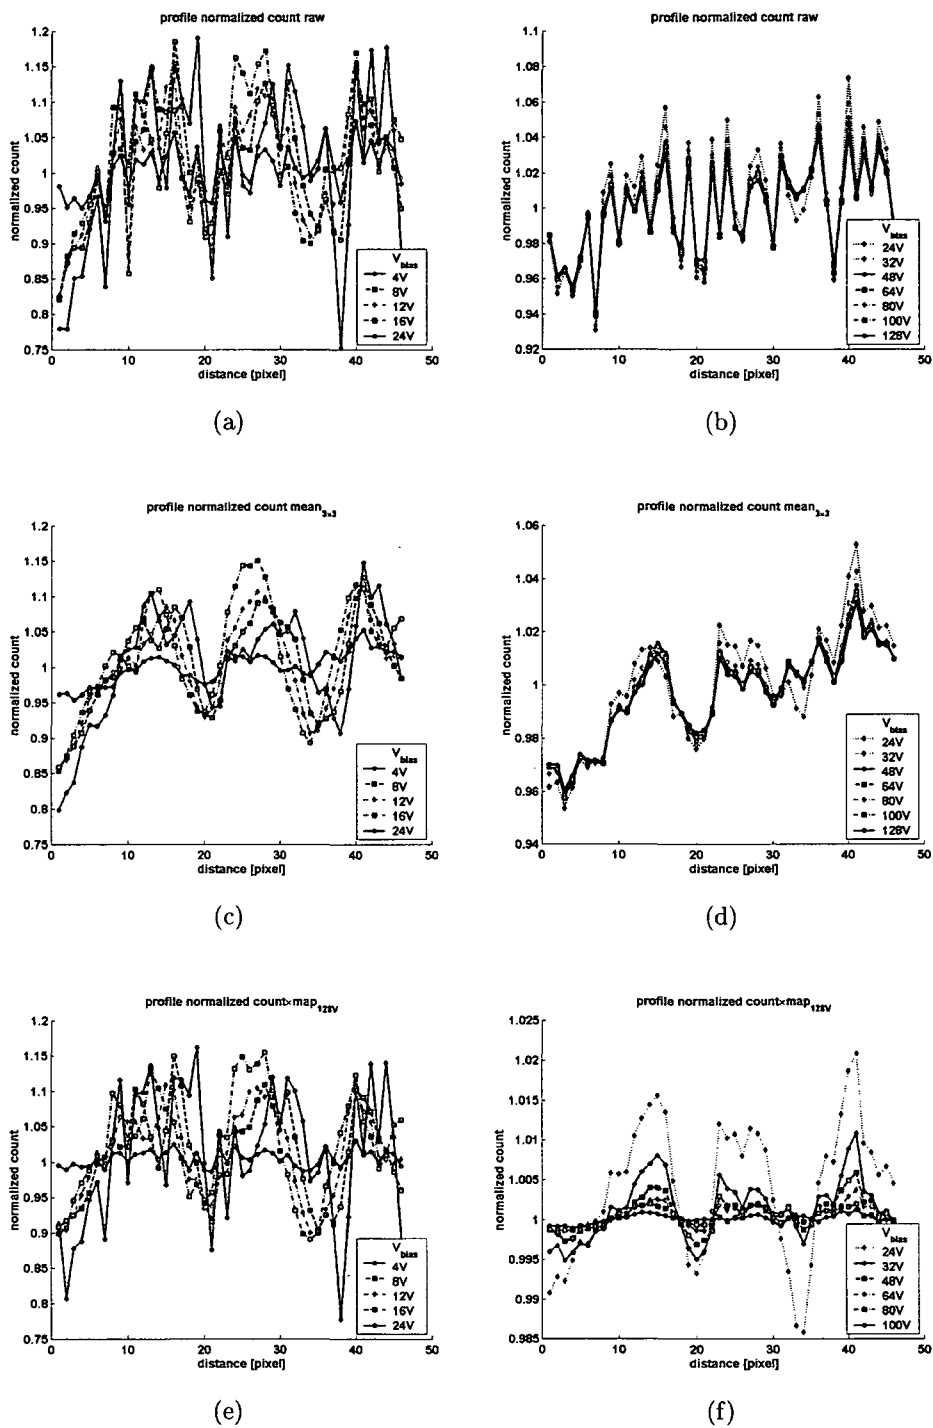 profile normalized count raw
normalized count
1.2
1.15
1.1
1.05
1
0.95
0.9
0.85
0.8
0.75
0
10
20
30
40
50
distance [pixel]
V_bias
4V
8V
12V
16V
24V
(a)
profile normalized count raw
normalized count
1.1
1.08
1.06
1.04
1.02
1
0.98
0.96
0.94
0.92
0
10
20
30
40
50
distance [pixel]
V_bias
24V
32V
48V
64V
80V
100V
128V
(b)
profile normalized count mean_3×3
normalized count
1.2
1.15
1.1
1.05
1
0.95
0.9
0.85
0.8
0.75
0
10
20
30
40
50
distance [pixel]
V_bias
4V
8V
12V
16V
24V
(c)
profile normalized count mean_3×3
normalized count
1.06
1.04
1.02
1
0.98
0.96
0.94
0
10
20
30
40
50
distance [pixel]
V_bias
24V
32V
48V
64V
80V
100V
128V
(d)
profile normalized count×map_128V
normalized count
1.2
1.15
1.1
1.05
1
0.95
0.9
0.85
0.8
0.75
0
10
20
30
40
50
distance [pixel]
V_bias
4V
8V
12V
16V
24V
(e)
profile normalized count×map_128V
normalized count
1.025
1.02
1.015
1.01
1.005
1
0.995
0.99
0.985
0
10
20
30
40
50
distance [pixel]
V_bias
24V
32V
48V
64V
80V
100V
(f)